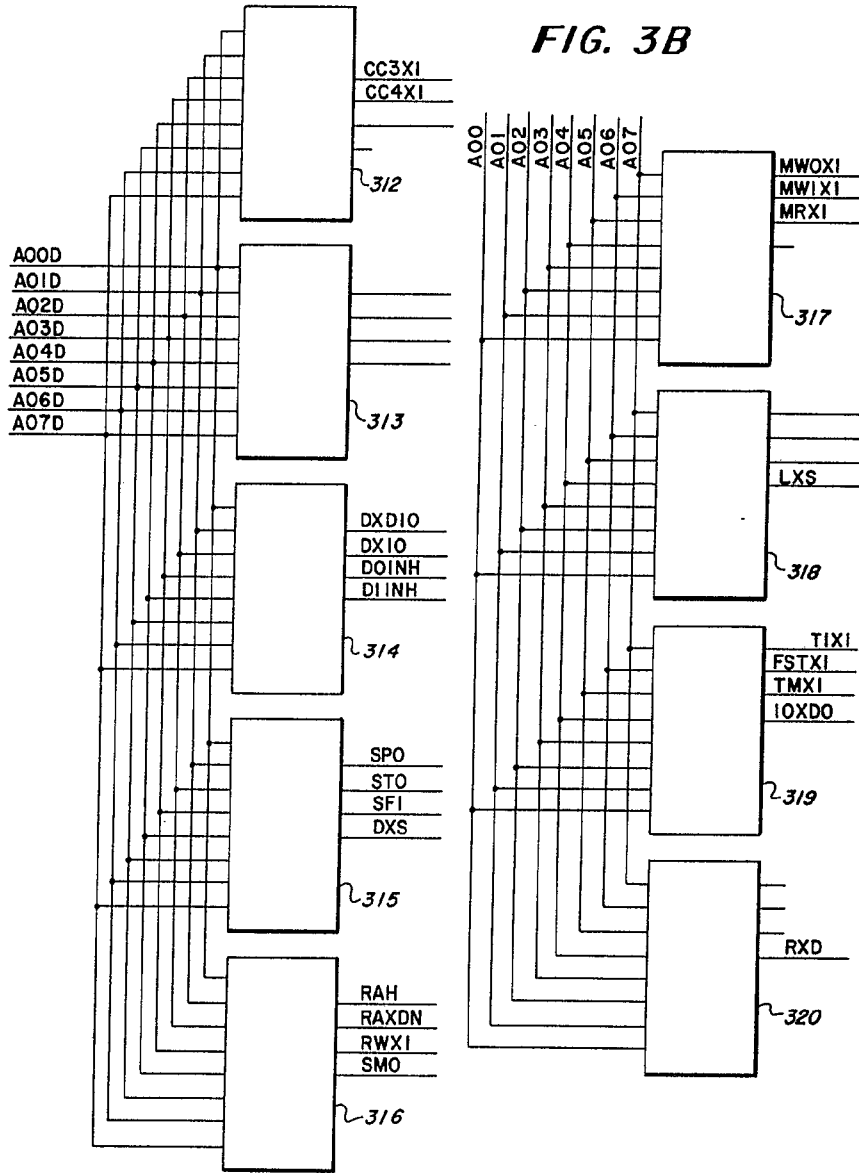 FIG. 3B
CC3X1
CC4X1
312
A00D
A01D
A02D
A03D
A04D
A05D
A06D
A07D
313
DXDIO
DXIO
DOINH
DIINH
314
SPO
STO
SFI
DXS
315
RAH
RAXDN
RWXI
SMO
316
A00
A01
A02
A03
A04
A05
A06
A07
MWOXI
MWIXI
MRXI
317
LXS
318
TIXI
FSTXI
TMXI
IOXDO
319
RXD
320